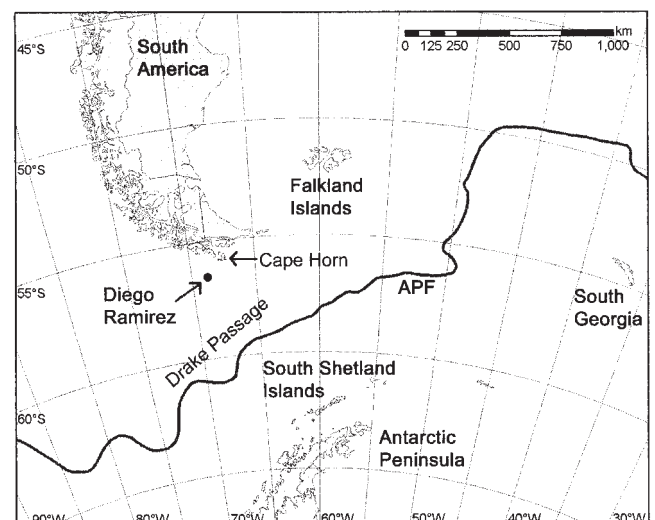 45°S
South
America
km
0 125 250 500 750 1,000
50°S
Falkland
Islands
Cape Horn
55°S
Diego
Ramirez
APF
South
Georgia
Drake Passage
South Shetland
Islands
60°S
Antarctic
Peninsula
90°W 80°W 70°W 60°W 50°W 40°W 30°W